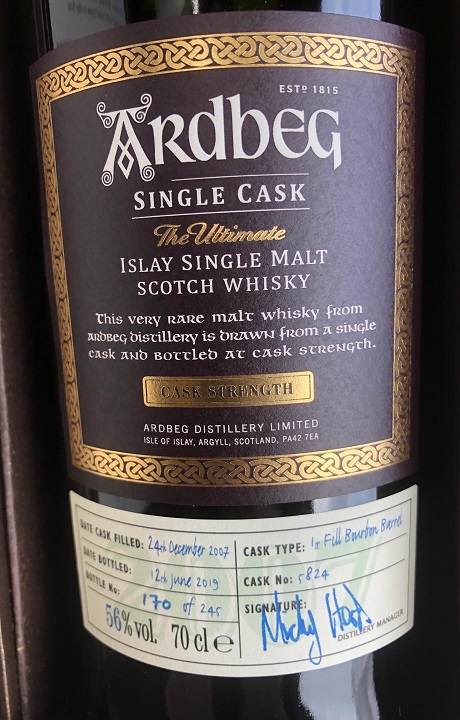 ESTD 1815
ARDBEG
SINGLE CASK
The Ultimate
ISLAY SINGLE MALT
SCOTCH WHISKY
This very rare malt whisky from
Ardbeg distillery is drawn from a single
cask and bottled at cask strength.
CASK STRENGTH
ARDBEG DISTILLERY LIMITED
ISLE OF ISLAY, ARGYLL, SCOTLAND, PA42 7EA
DATE CASK FILLED: 24th December 2007
DATE BOTTLED: 12th June 2019
BOTTLE No: 170 of 245
56% vol. 70 cl e
CASK TYPE: 1st Fill Bourbon Barrel
CASK No: 5824
SIGNATURE:
DISTILLERY MANAGER